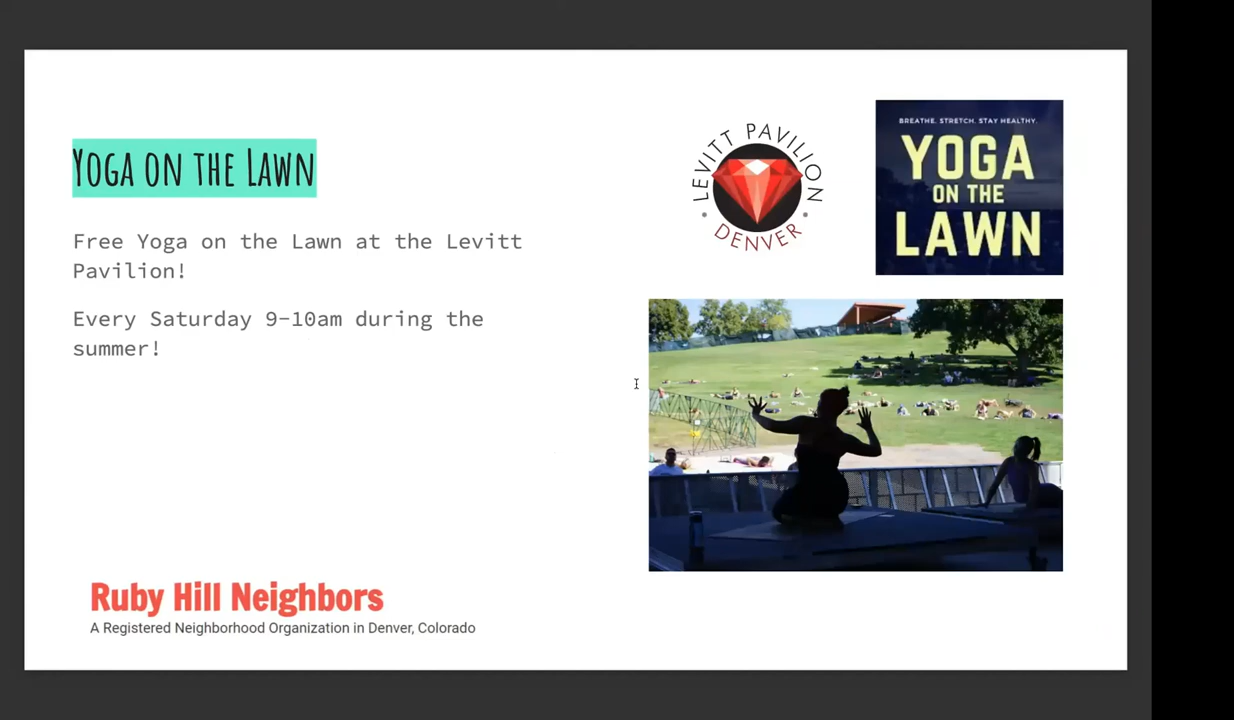 Yoga on the Lawn
Free Yoga on the Lawn at the Levitt
Pavilion!
Every Saturday 9-10am during the
summer!
LEVITT PAVILION
DENVER
BREATHE. STRETCH. STAY HEALTHY.
YOGA
ON THE
LAWN
Ruby Hill Neighbors
A Registered Neighborhood Organization in Denver, Colorado